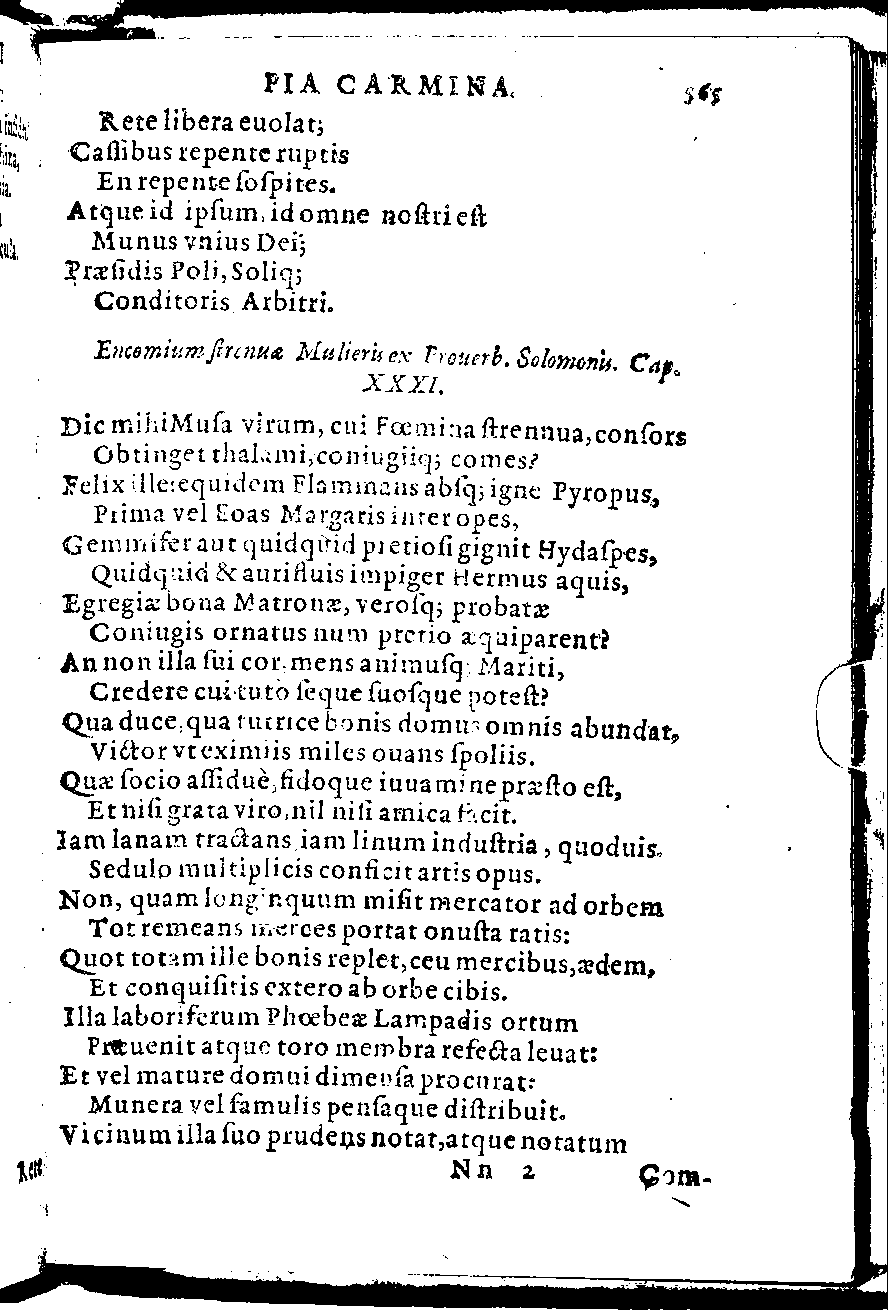 PIA CARMINA. 565
Rete libera euolat;
Caſſibus repente ruptis
En repente ſoſpites.
Atque id ipſum, id omne noſtri eſt
Munus vnius Dei;
Præſidis Poli, Soliq;
Conditoris Arbitri.
Encomium ſtrenuæ Mulieris ex Prouerb. Solomonis. Cap.
XXXI.
Dic mihi Muſa virum, cui Fœmina ſtrennua, conſors
Obtinget thalami, coniugiiq; comes?
Felix ille: equidem Flammans abſq; igne Pyropus,
Prima vel Eoas Margaris inter opes,
Gemmifer aut quidquid pretioſi gignit Hydaſpes,
Quidquid & aurifluis impiger Hermus aquis,
Egregiæ bona Matronæ, veroſq; probatæ
Coniugis ornatus num pretio æquiparent?
An non illa ſui cor, mens animuſq; Mariti,
Credere cui tutò ſeque ſuoſque poteſt?
Qua duce, qua tutrice bonis domus omnis abundat,
Victor vt eximiis miles ouans ſpoliis.
Quæ ſocio aſſiduè, fidoque iuuamine præſto eſt,
Et niſi grata viro, nil niſi amica facit.
Iam lanam tractans iam linum induſtria, quoduis
Sedulo multiplicis conficit artis opus.
Non, quam longinquum miſit mercator ad orbem
Tot remeans merces portat onuſta ratis:
Quot totam ille bonis replet, ceu mercibus, ædem,
Et conquiſitis extero ab orbe cibis.
Illa laboriferum Phœbeæ Lampadis ortum
Præuenit atque toro membra refecta leuat:
Et vel mature domui dimenſa procurat:
Munera vel famulis penſaque diſtribuit.
Vicinum illa ſuo prudens notat, atque notatum
Nn 2 Com-